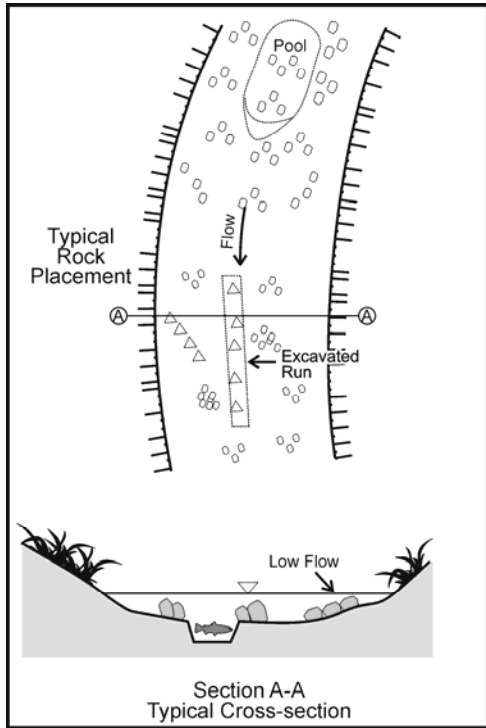 Pool
Flow
Typical
Rock
Placement
A
A
Excavated
Run
Low Flow
Section A-A
Typical Cross-section